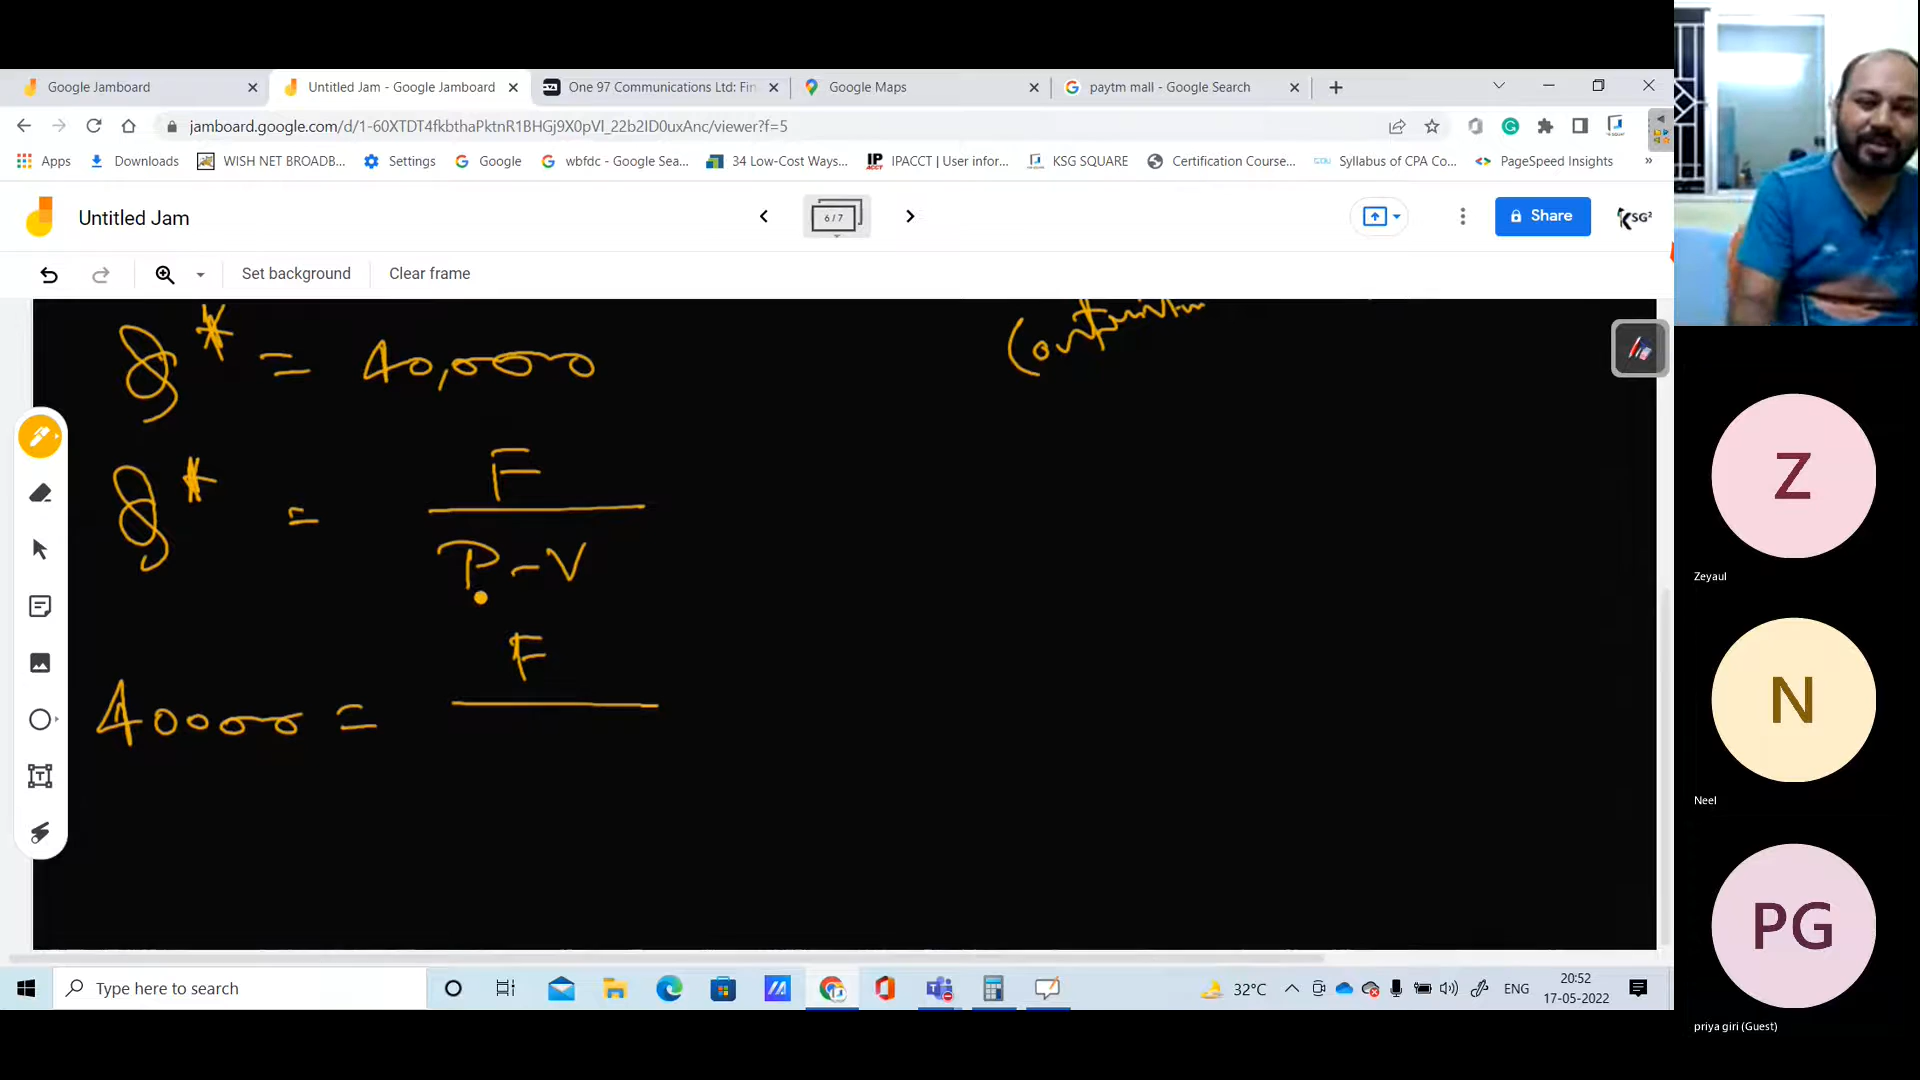 Google Jamboard
Untitled Jam - Google Jamboard
One 97 Communications Ltd: Fin
Google Maps
paytm mall - Google Search
jamboard.google.com/d/1-60XTDT4fkbthaPktnR1BHGj9X0pVl_22b2ID0uxAnc/viewer?f=5
Apps
Downloads
WISH NET BROADB...
Settings
Google
wbfdc - Google Sea...
34 Low-Cost Ways...
IP
IPACCT | User infor...
KSG SQUARE
Certification Course...
Syllabus of CPA Co...
PageSpeed Insights
»
Untitled Jam
6 / 7
Share
KSG²
Set background
Clear frame
= 40,000
=
F
P - V
F
40000 =
Z
Zeyaul
N
Neel
PG
priya giri (Guest)
Type here to search
32°C
ENG
20:52
17-05-2022